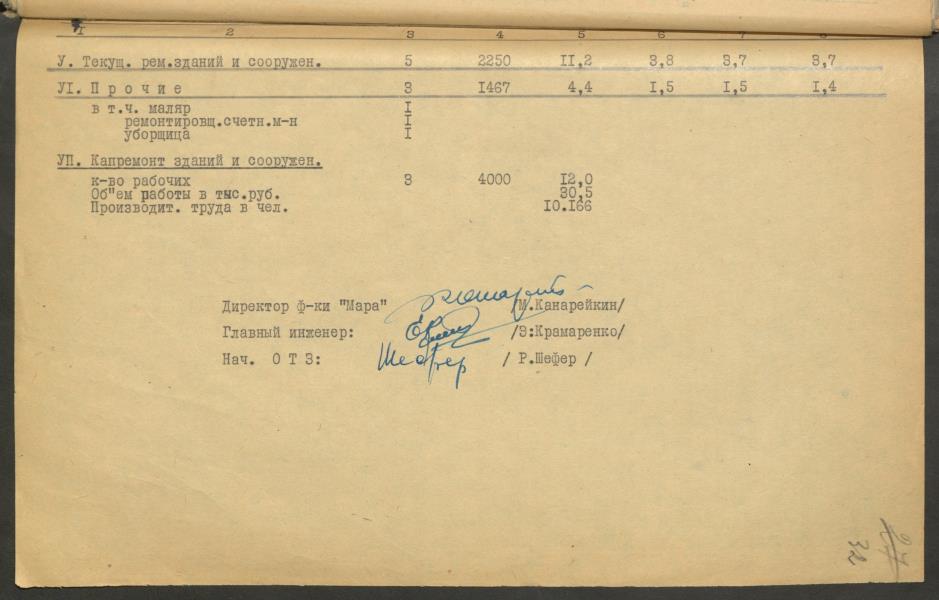 I 2 3 4 5 6 7 8
У. Текущ. рем.зданий и сооружен. 5 2250 II,2 3,8 3,7 3,7
УI. П р о ч и е 3 I467 4,4 I,5 I,5 I,4
в т.ч. маляр I
ремонтировщ.счетн.м-н I
уборщица I
УП. Капремонт зданий и сооружен.
к-во рабочих 3 4000 I2,0
Об"ем работы в тыс.руб. 30,5
Производит. труда в чел. IO.I66
Директор ф-ки "Мара" /М.Канарейкин/
Главный инженер: /З:Крамаренко/
Нач. О Т З: Шефер / Р.Шефер /
27
32